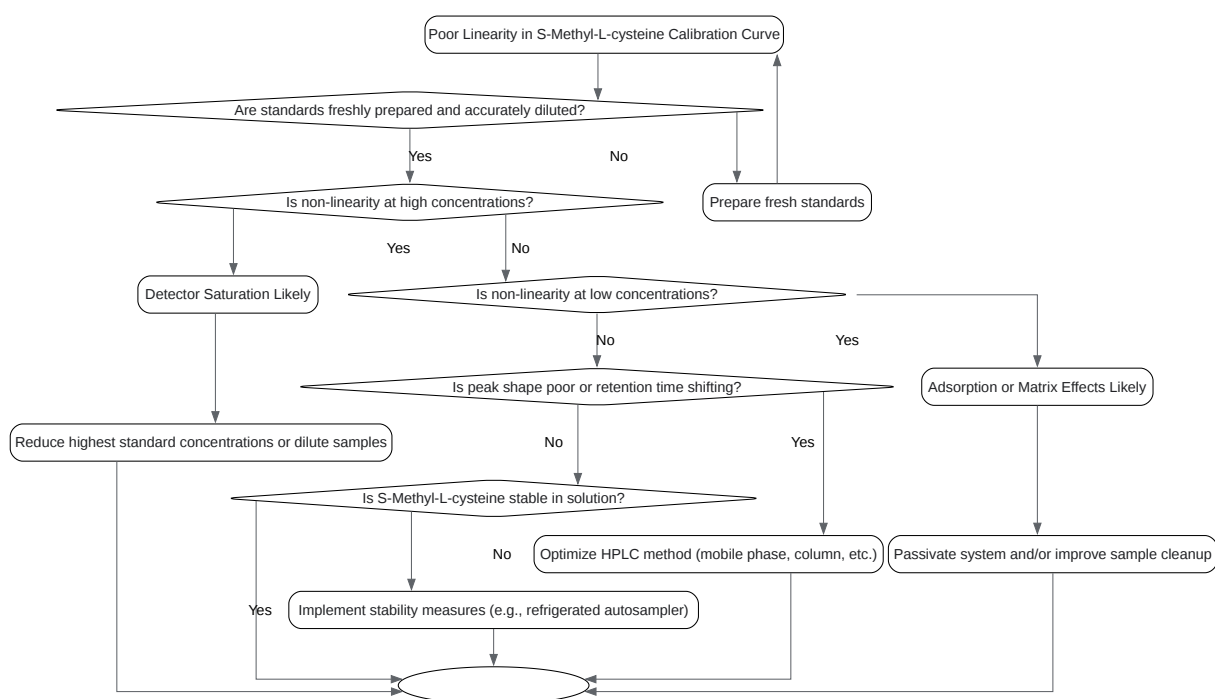 Poor Linearity in S-Methyl-L-cysteine Calibration Curve
Are standards freshly prepared and accurately diluted?
Yes
No
Is non-linearity at high concentrations?
Prepare fresh standards
Yes
No
Detector Saturation Likely
Is non-linearity at low concentrations?
No
Yes
Is peak shape poor or retention time shifting?
Adsorption or Matrix Effects Likely
Reduce highest standard concentrations or dilute samples
No
Yes
Is S-Methyl-L-cysteine stable in solution?
No
Optimize HPLC method (mobile phase, column, etc.)
Passivate system and/or improve sample cleanup
Yes
Implement stability measures (e.g., refrigerated autosampler)